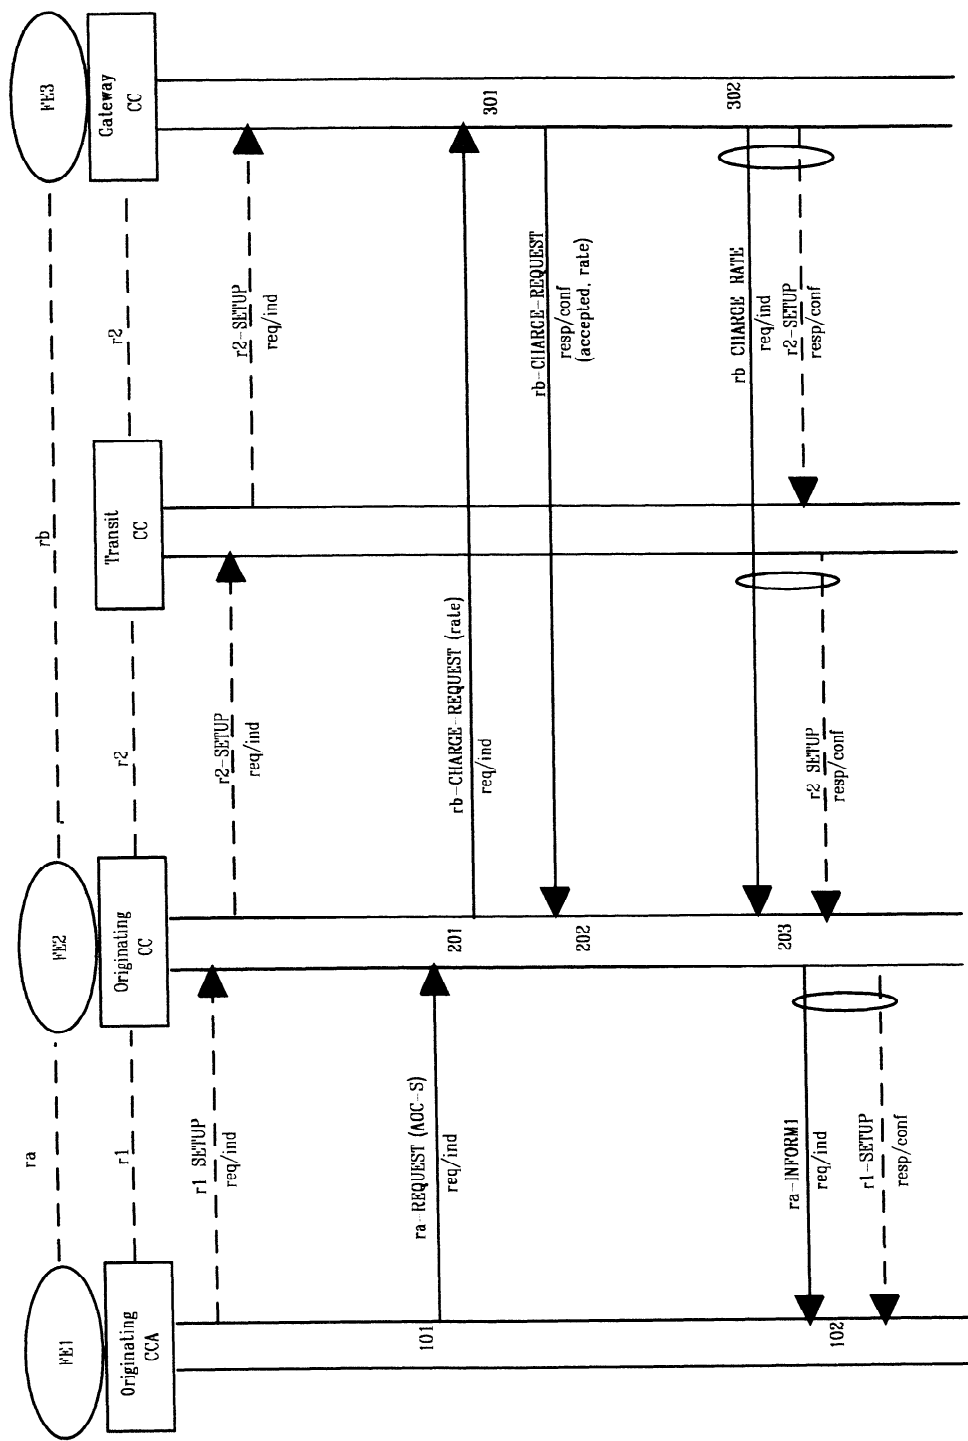 ra
rb
FE1
FE2
FE3
r1
r2
r2
Originating
CCA
Originating
CC
Transit
CC
Gateway
CC
r1 SETUP
req/ind
r2-SETUP
req/ind
r2-SETUP
req/ind
101
ra-REQUEST (AOC-S)
req/ind
201
rb-CHARGE-REQUEST (rate)
req/ind
301
rb-CHARGE-REQUEST
resp/conf
(accepted, rate)
202
302
rb CHARGE RATE
req/ind
r2-SETUP
resp/conf
203
r2 SETUP
resp/conf
ra-INFORM1
req/ind
r1-SETUP
resp/conf
102